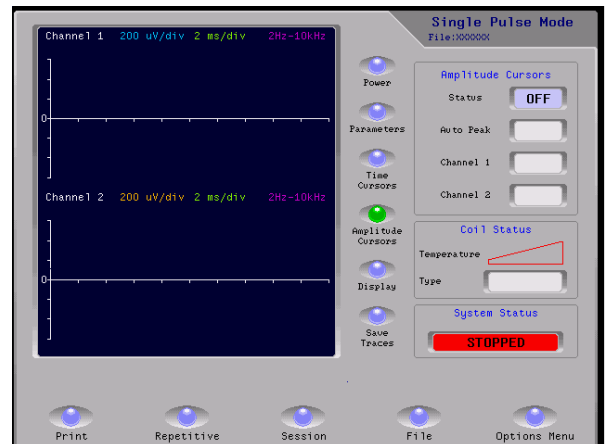 Single Pulse Mode
File:XXXXXX
Channel 1 200 uV/div 2 ms/div 2Hz-10kHz
0
Channel 2 200 uV/div 2 ms/div 2Hz-10kHz
0
Power
Parameters
Time
Cursors
Amplitude
Cursors
Display
Save
Traces
Amplitude Cursors
Status OFF
Auto Peak
Channel 1
Channel 2
Coil Status
Temperature
Type
System Status
STOPPED
Print
Repetitive
Session
File
Options Menu